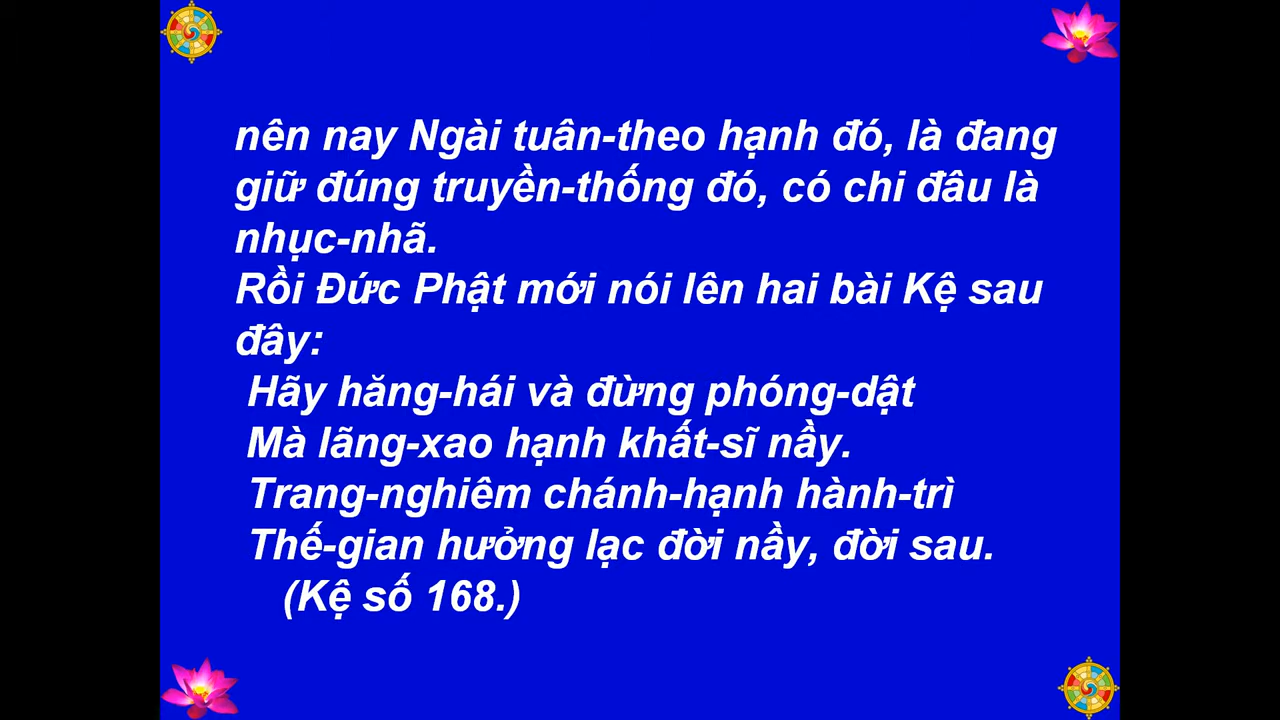 nên nay Ngài tuân-theo hạnh đó, là đang
giữ đúng truyền-thống đó, có chi đâu là
nhục-nhã.
Rồi Đức Phật mới nói lên hai bài Kệ sau
đây:
Hãy hăng-hái và đừng phóng-dật
Mà lãng-xao hạnh khất-sĩ nầy.
Trang-nghiêm chánh-hạnh hành-trì
Thế-gian hưởng lạc đời nầy, đời sau.
(Kệ số 168.)